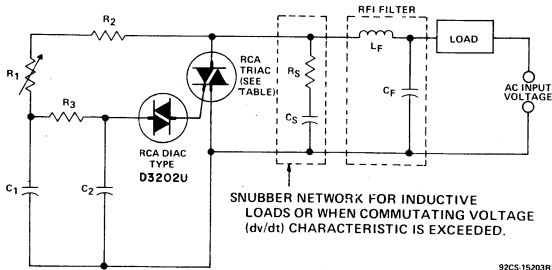 RFI FILTER
R2
RCA
TRIAC
(SEE
TABLE)
LF
LOAD
R1
RS
CF
AC INPUT
VOLTAGE
R3
CS
RCA DIAC
TYPE
D3202U
C1
C2
SNUBBER NETWORK FOR INDUCTIVE
LOADS OR WHEN COMMUTATING VOLTAGE
(dv/dt) CHARACTERISTIC IS EXCEEDED.
92CS-15203R